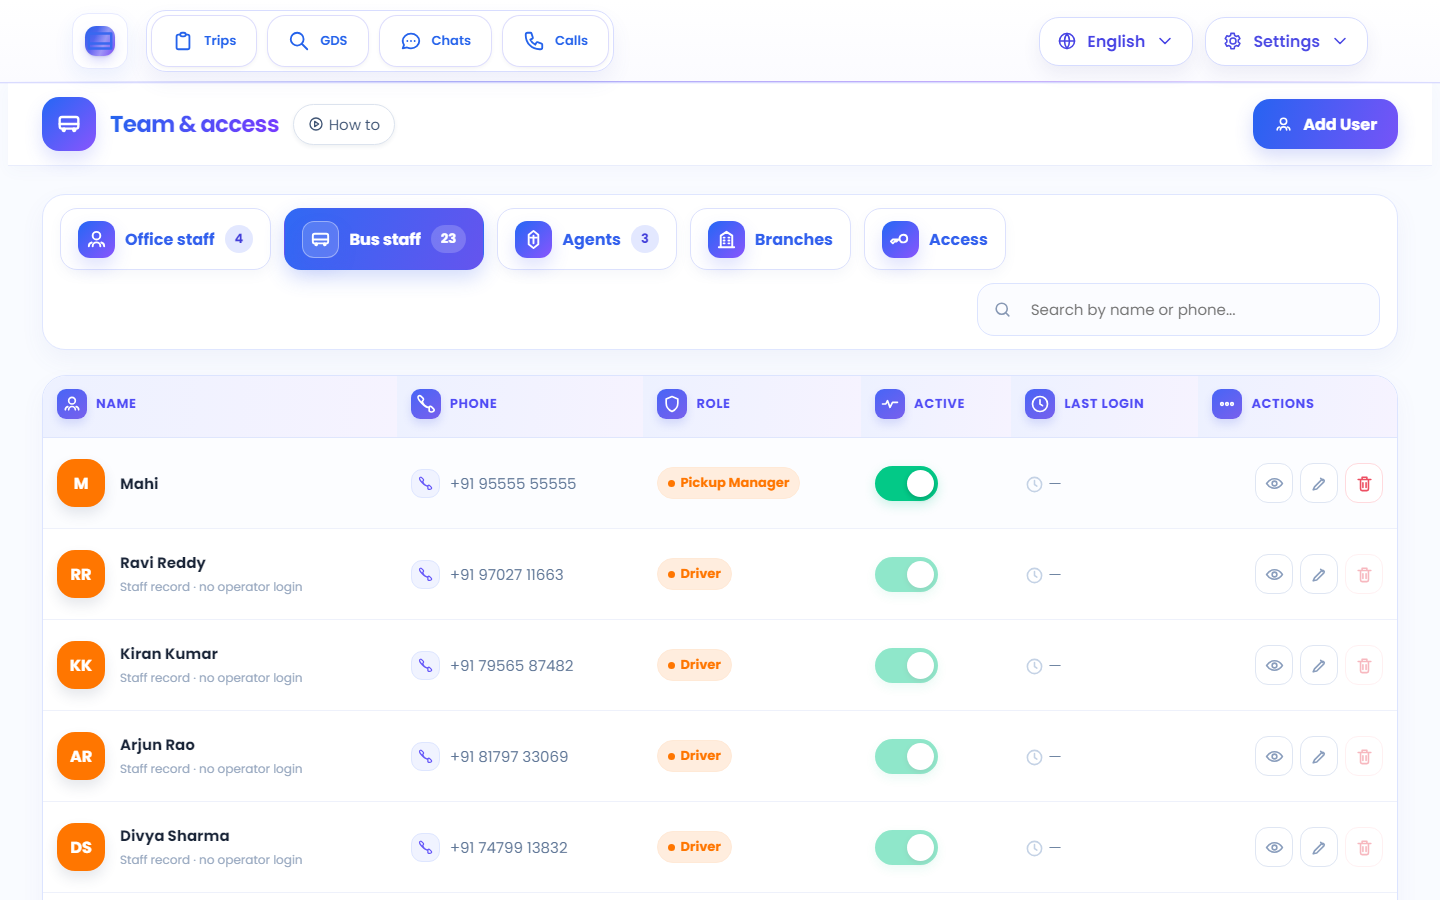 Trips
GDS
Chats
Calls
English
Settings
Team & access
How to
Add User
Office staff 4
Bus staff 23
Agents 3
Branches
Access
Search by name or phone...
NAME PHONE ROLE ACTIVE LAST LOGIN ACTIONS
M Mahi +91 95555 55555 Pickup Manager —
RR Ravi Reddy +91 97027 11663 Driver —
Staff record · no operator login
KK Kiran Kumar +91 79565 87482 Driver —
Staff record · no operator login
AR Arjun Rao +91 81797 33069 Driver —
Staff record · no operator login
DS Divya Sharma +91 74799 13832 Driver —
Staff record · no operator login